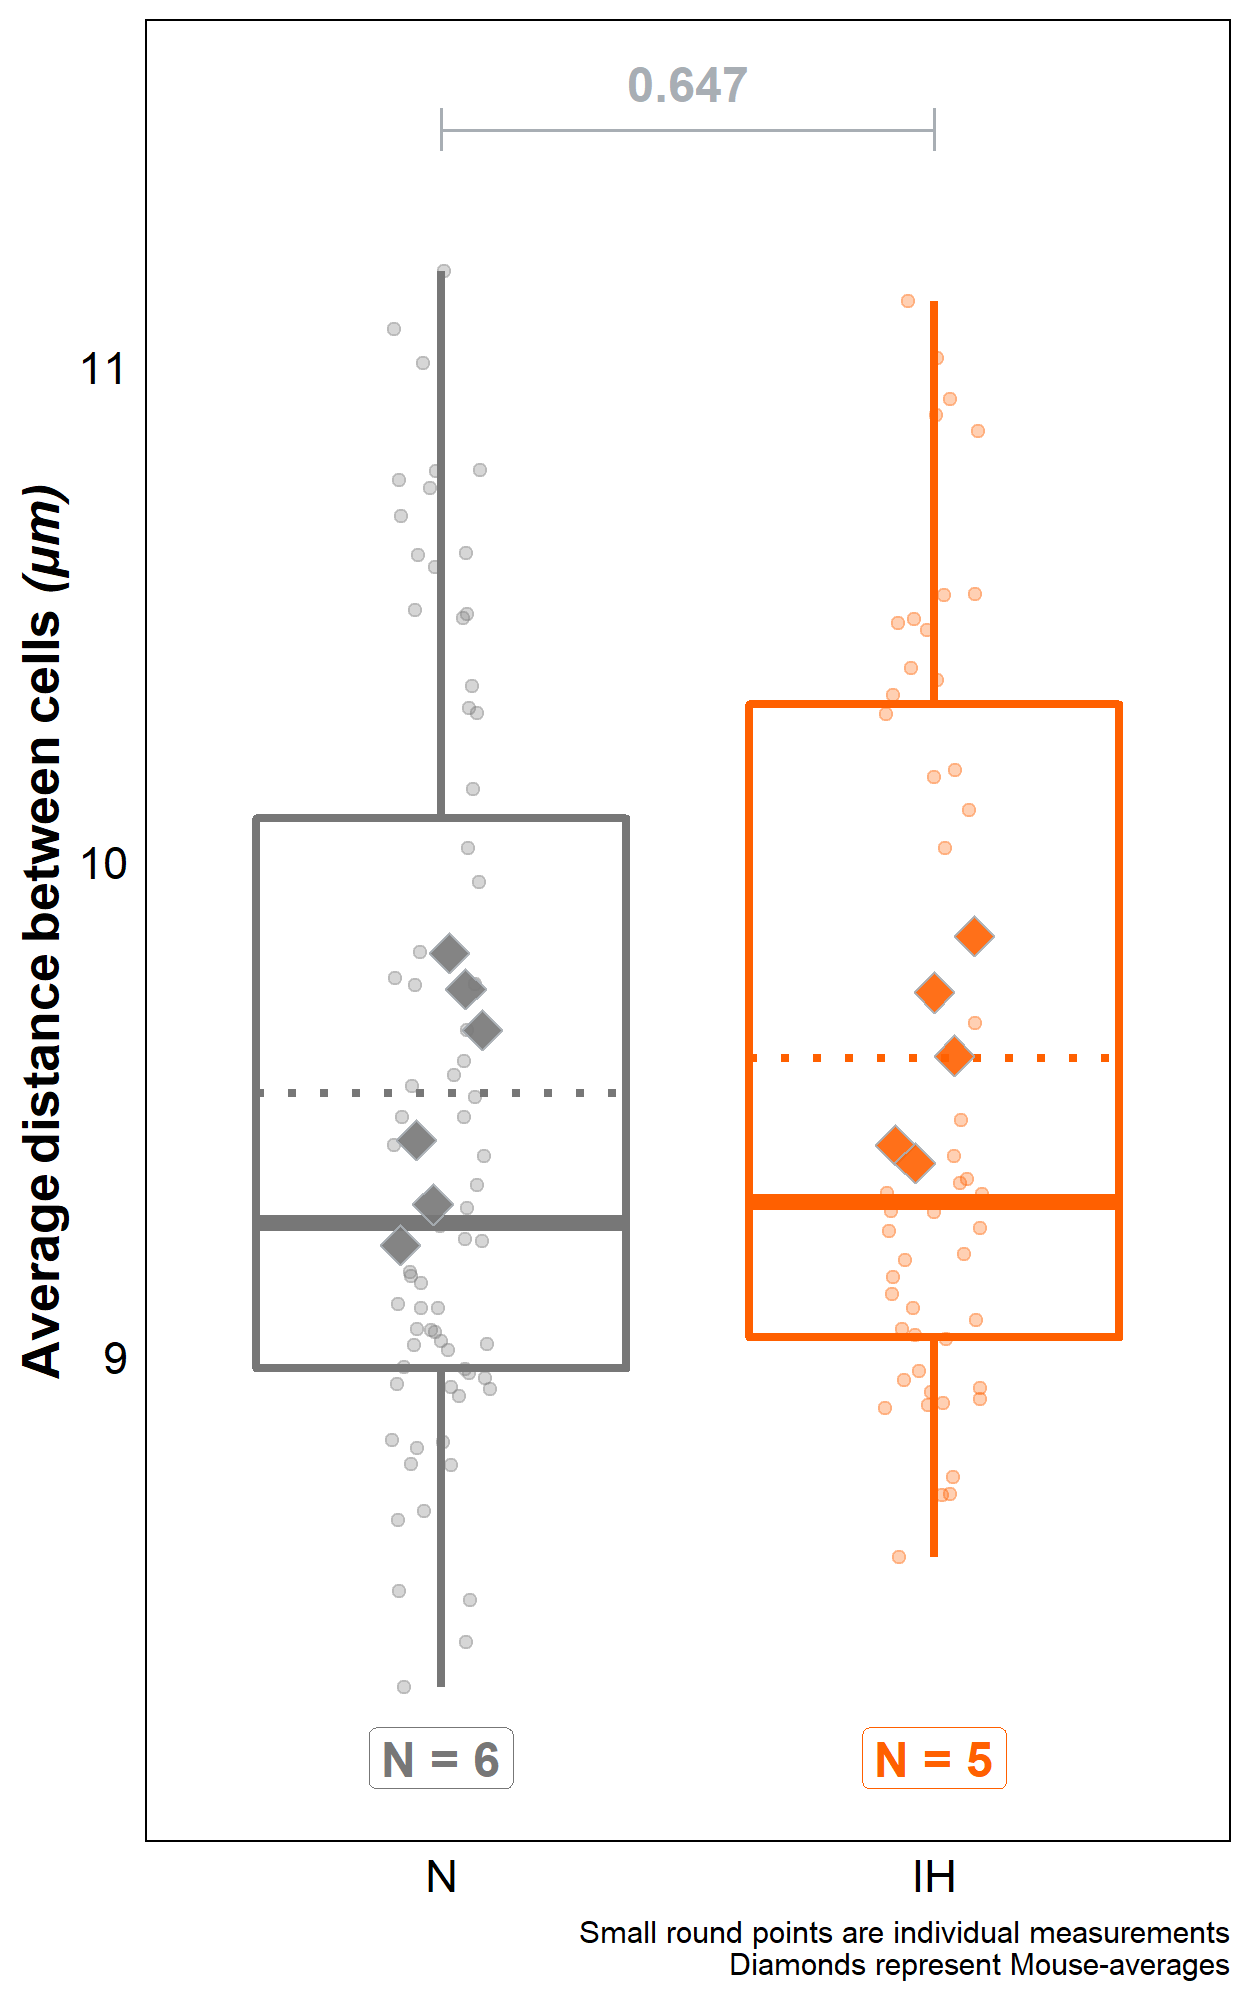 0.647
11
10
9
Average distance between cells (μm)
N = 6
N = 5
N
IH
Small round points are individual measurements
Diamonds represent Mouse-averages